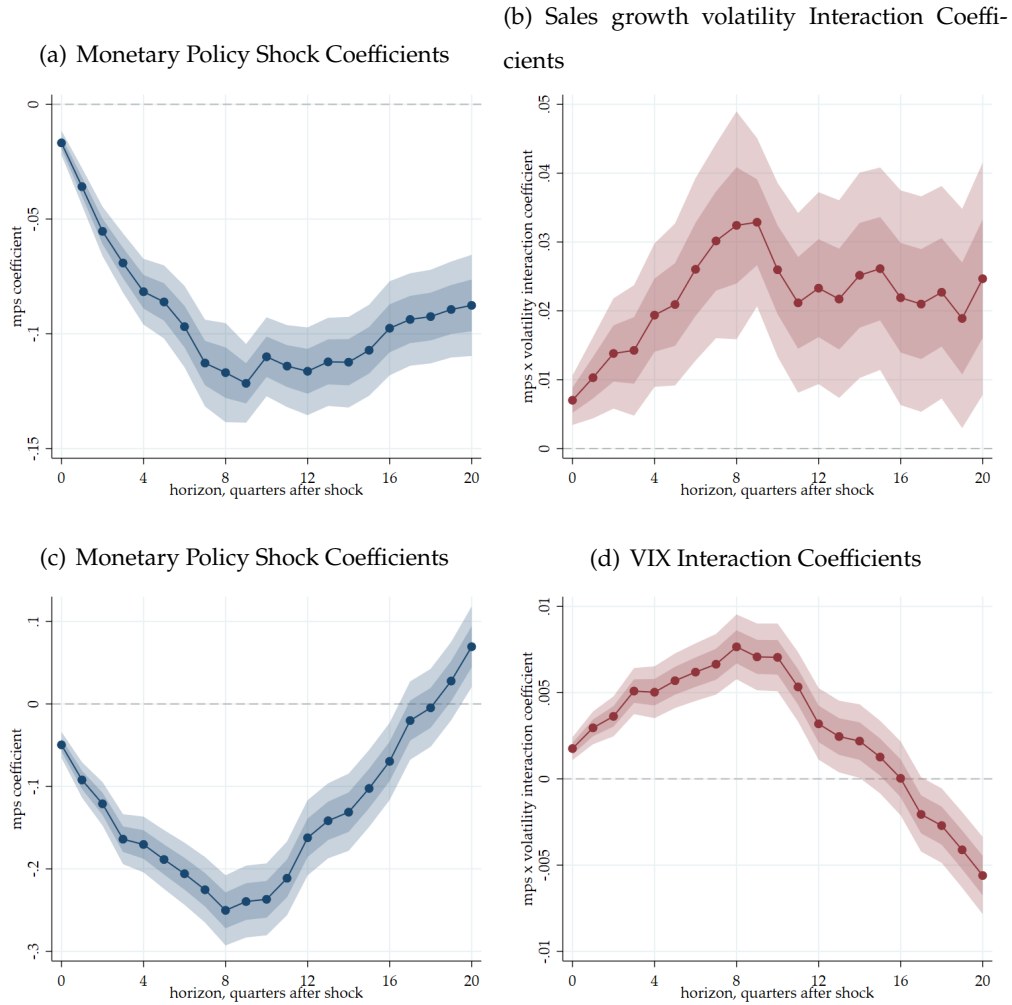 (a) Monetary Policy Shock Coefficients
(b) Sales growth volatility Interaction Coeffi-
cients
0
-.05
-.1
-.15
mps coefficient
0 4 8 12 16 20
horizon, quarters after shock
.05
.04
.03
.02
.01
0
mps x volatility interaction coefficient
0 4 8 12 16 20
horizon, quarters after shock
(c) Monetary Policy Shock Coefficients
(d) VIX Interaction Coefficients
.1
0
-.1
-.2
-.3
mps coefficient
0 4 8 12 16 20
horizon, quarters after shock
.01
.005
0
-.005
-.01
mps x volatility interaction coefficient
0 4 8 12 16 20
horizon, quarters after shock